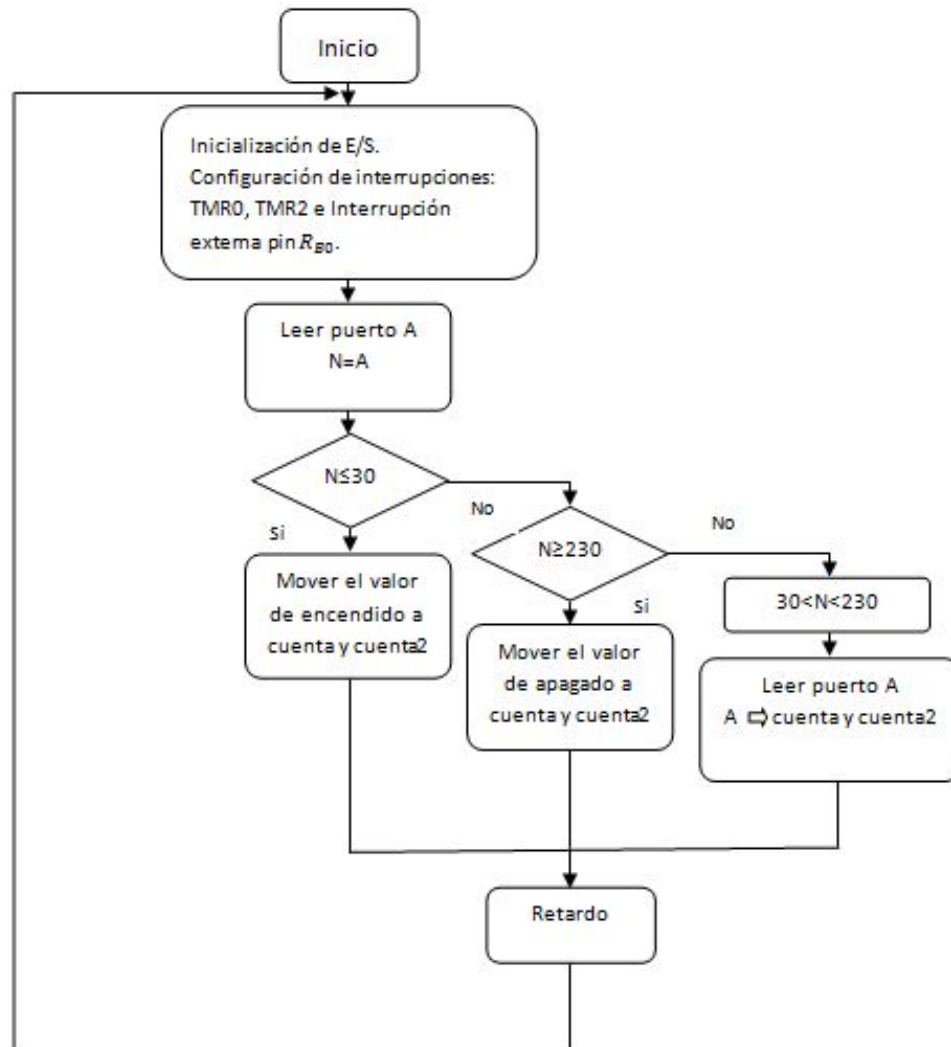 Inicio
Inicialización de E/S.
Configuración de interrupciones:
TMR0, TMR2 e Interrupción
externa pin R_B0.
Leer puerto A
N=A
N≤30
No
Si
N≥230
No
Si
30<N<230
Mover el valor
de encendido a
cuenta y cuenta2
Mover el valor
de apagado a
cuenta y cuenta2
Leer puerto A
A ⇨ cuenta y cuenta2
Retardo